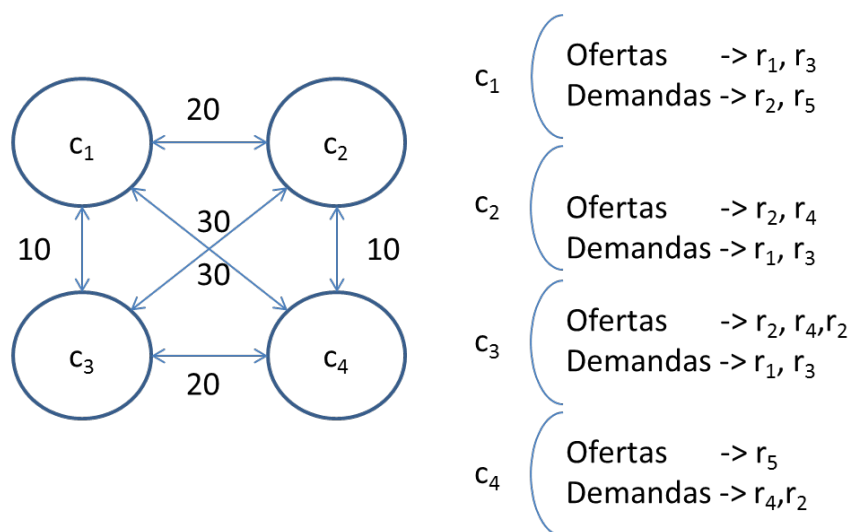 20
c₁
c₂
10
30
30
10
c₃
c₄
20
c₁
Ofertas -> r₁, r₃
Demandas -> r₂, r₅
c₂
Ofertas -> r₂, r₄
Demandas -> r₁, r₃
c₃
Ofertas -> r₂, r₄,r₂
Demandas -> r₁, r₃
c₄
Ofertas -> r₅
Demandas -> r₄,r₂